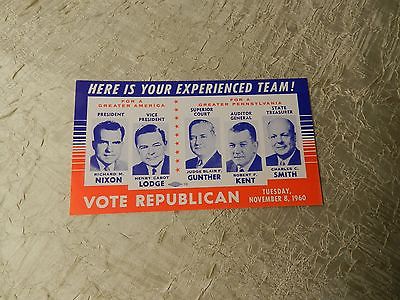 HERE IS YOUR EXPERIENCED TEAM!
FOR A
GREATER AMERICA
FOR A
GREATER PENNSYLVANIA
PRESIDENT
RICHARD M.
NIXON
VICE
PRESIDENT
HENRY CABOT
LODGE
SUPERIOR
COURT
JUDGE BLAIR F.
GUNTHER
AUDITOR
GENERAL
ROBERT F.
KENT
STATE
TREASURER
CHARLES C.
SMITH
VOTE REPUBLICAN
TUESDAY,
NOVEMBER 8, 1960